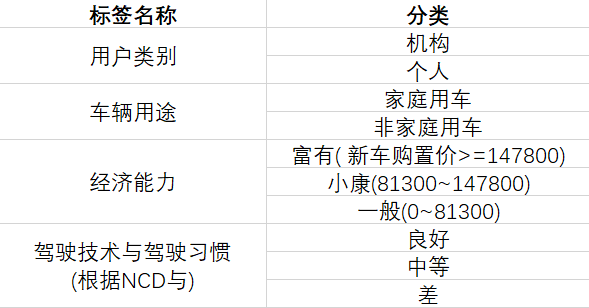 标签名称 分类
用户类别 机构
个人
车辆用途 家庭用车
非家庭用车
经济能力 富有( 新车购置价>=147800)
小康(81300~147800)
一般(0~81300)
驾驶技术与驾驶习惯
(根据NCD与) 良好
中等
差